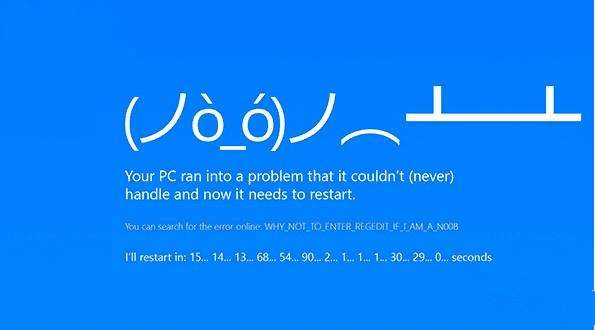 (ノò_ó)ノ︵┻━┻
Your PC ran into a problem that it couldn't (never)
handle and now it needs to restart.
You can search for the error online: WHY_NOT_TO_ENTER_REGEDIT_IF_I_AM_A_N00B
I'll restart in: 15... 14... 13... 68... 54... 90... 2... 1... 1... 1... 30... 29... 0... seconds